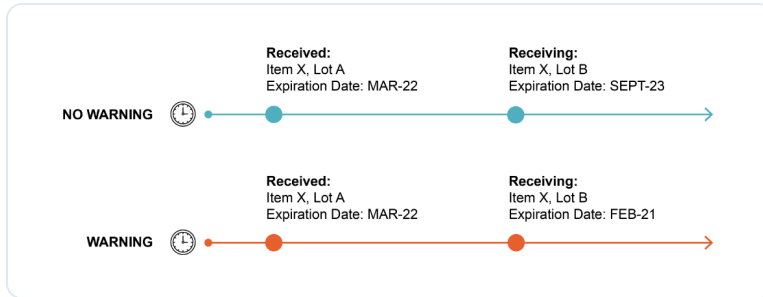 Received:
Item X, Lot A
Expiration Date: MAR-22
Receiving:
Item X, Lot B
Expiration Date: SEPT-23
NO WARNING
Received:
Item X, Lot A
Expiration Date: MAR-22
Receiving:
Item X, Lot B
Expiration Date: FEB-21
WARNING